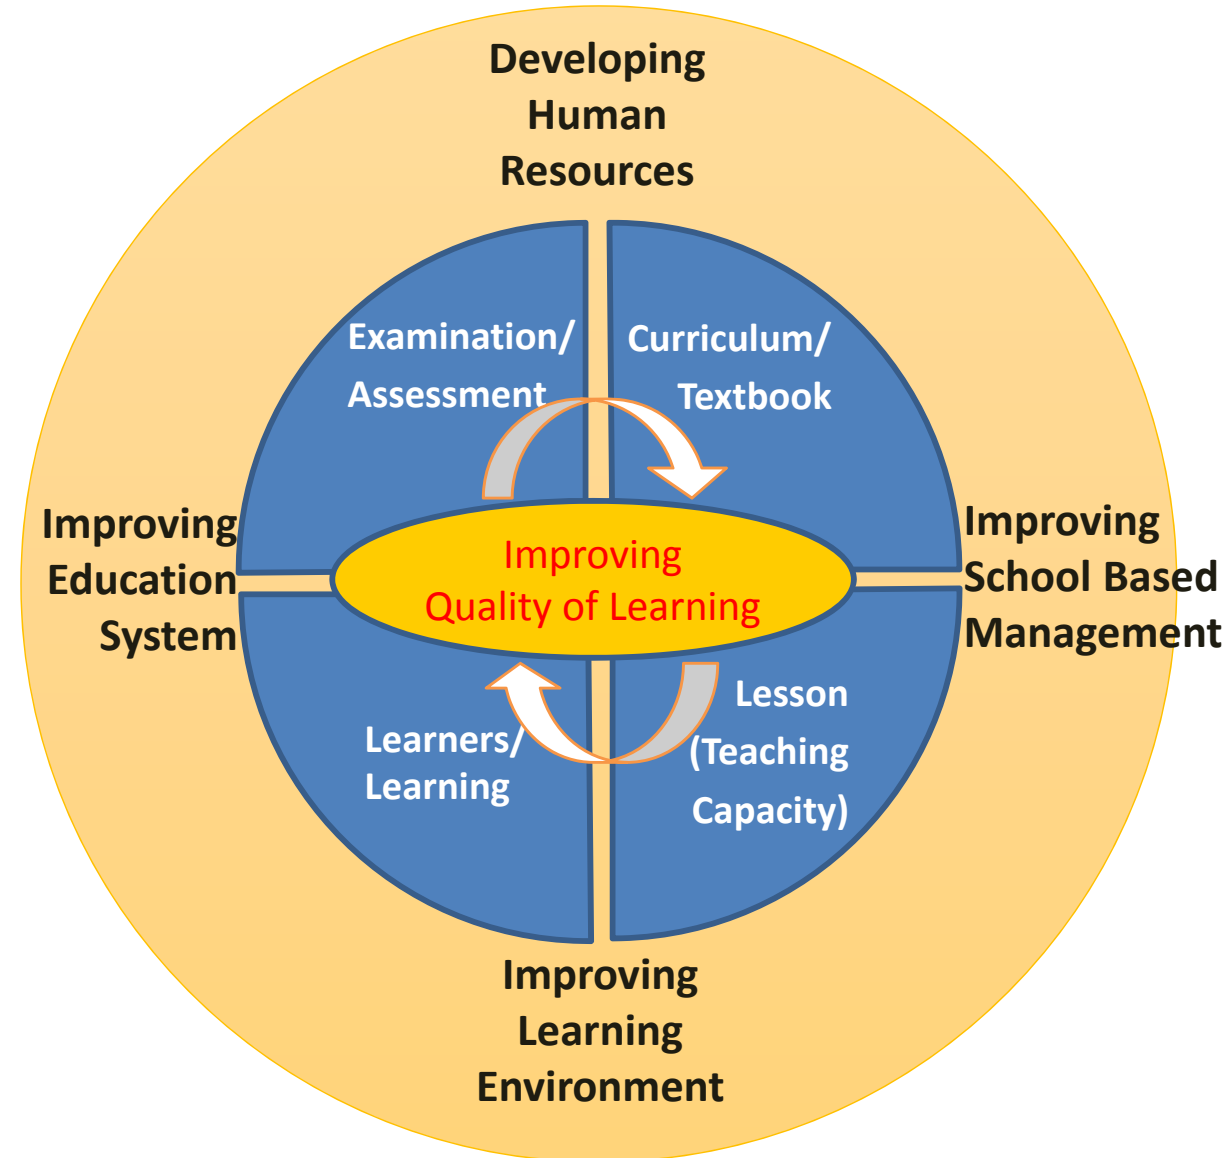 Developing
Human
Resources
Examination/
Assessment
Curriculum/
Textbook
Improving
Education
System
Improving
Quality of Learning
Improving
School Based
Management
Learners/
Learning
Lesson
(Teaching
Capacity)
Improving
Learning
Environment